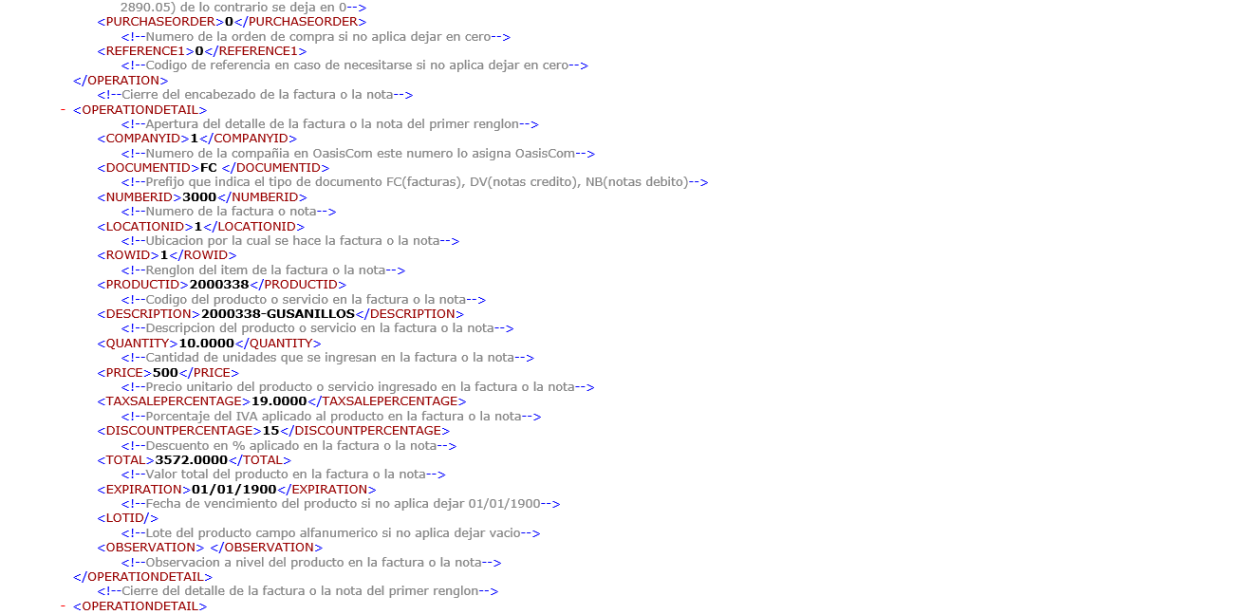 2890.05) de lo contrario se deja en 0-->
<PURCHASEORDER>0</PURCHASEORDER>
<!--Numero de la orden de compra si no aplica dejar en cero-->
<REFERENCE1>0</REFERENCE1>
<!--Codigo de referencia en caso de necesitarse si no aplica dejar en cero-->
</OPERATION>
<!--Cierre del encabezado de la factura o la nota-->
- <OPERATIONDETAIL>
<!--Apertura del detalle de la factura o la nota del primer renglon-->
<COMPANYID>1</COMPANYID>
<!--Numero de la compañia en OasisCom este numero lo asigna OasisCom-->
<DOCUMENTID>FC </DOCUMENTID>
<!--Prefijo que indica el tipo de documento FC(facturas), DV(notas credito), NB(notas debito)-->
<NUMBERID>3000</NUMBERID>
<!--Numero de la factura o nota-->
<LOCATIONID>1</LOCATIONID>
<!--Ubicacion por la cual se hace la factura o la nota-->
<ROWID>1</ROWID>
<!--Renglon del item de la factura o la nota-->
<PRODUCTID>2000338</PRODUCTID>
<!--Codigo del producto o servicio en la factura o la nota-->
<DESCRIPTION>2000338-GUSANILLOS</DESCRIPTION>
<!--Descripcion del producto o servicio en la factura o la nota-->
<QUANTITY>10.0000</QUANTITY>
<!--Cantidad de unidades que se ingresan en la factura o la nota-->
<PRICE>500</PRICE>
<!--Precio unitario del producto o servicio ingresado en la factura o la nota-->
<TAXSALEPERCENTAGE>19.0000</TAXSALEPERCENTAGE>
<!--Porcentaje del IVA aplicado al producto en la factura o la nota-->
<DISCOUNTPERCENTAGE>15</DISCOUNTPERCENTAGE>
<!--Descuento en % aplicado en la factura o la nota-->
<TOTAL>3572.0000</TOTAL>
<!--Valor total del producto en la factura o la nota-->
<EXPIRATION>01/01/1900</EXPIRATION>
<!--Fecha de vencimiento del producto si no aplica dejar 01/01/1900-->
<LOTID/>
<!--Lote del producto campo alfanumerico si no aplica dejar vacio-->
<OBSERVATION> </OBSERVATION>
<!--Observacion a nivel del producto en la factura o la nota-->
</OPERATIONDETAIL>
<!--Cierre del detalle de la factura o la nota del primer renglon-->
- <OPERATIONDETAIL>